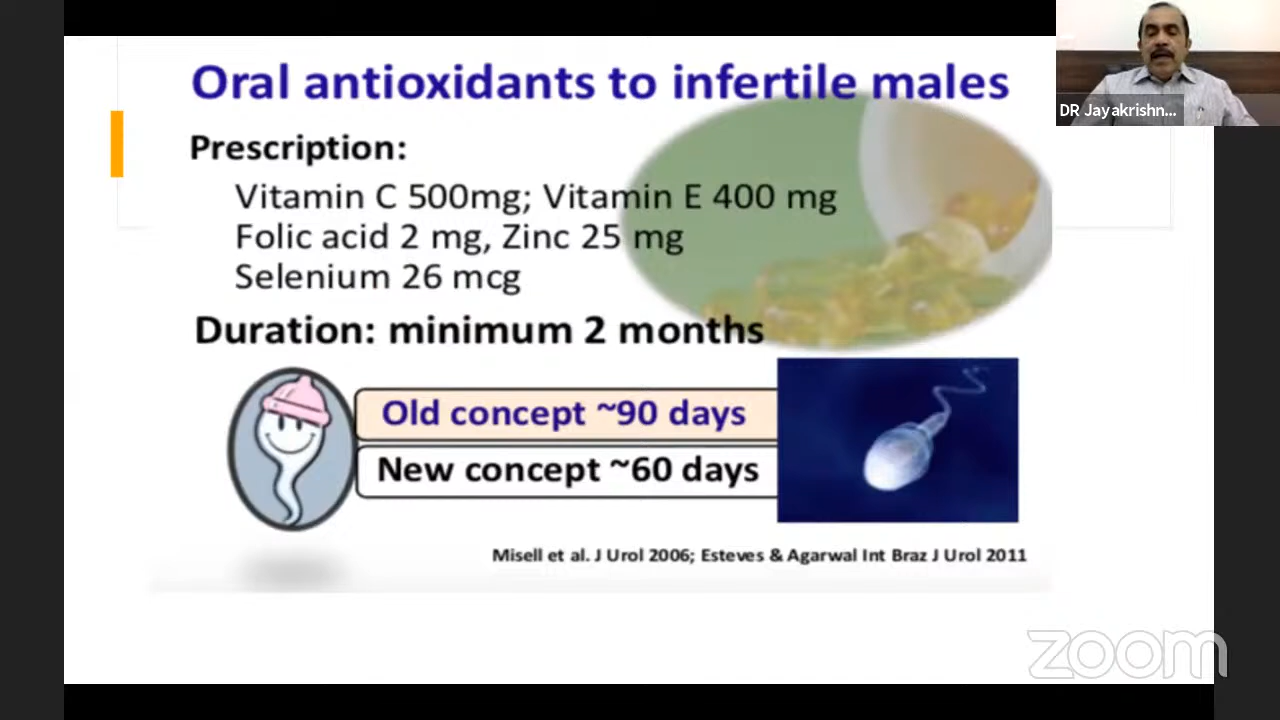 Oral antioxidants to infertile males
DR Jayakrishn...
Prescription:
Vitamin C 500mg; Vitamin E 400 mg
Folic acid 2 mg, Zinc 25 mg
Selenium 26 mcg
Duration: minimum 2 months
Old concept ~90 days
New concept ~60 days
Misell et al. J Urol 2006; Esteves & Agarwal Int Braz J Urol 2011
zoom